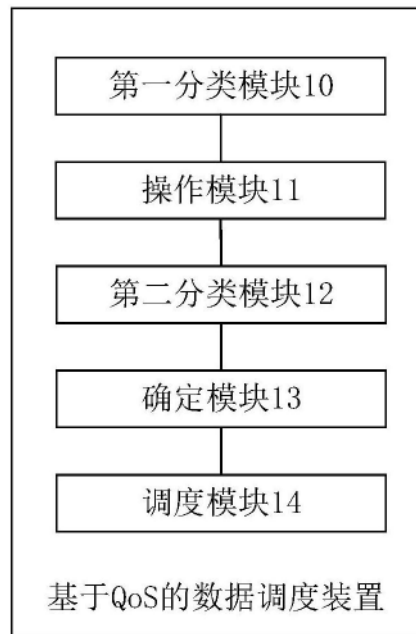 第一分类模块10
操作模块11
第二分类模块12
确定模块13
调度模块14
基于QoS的数据调度装置